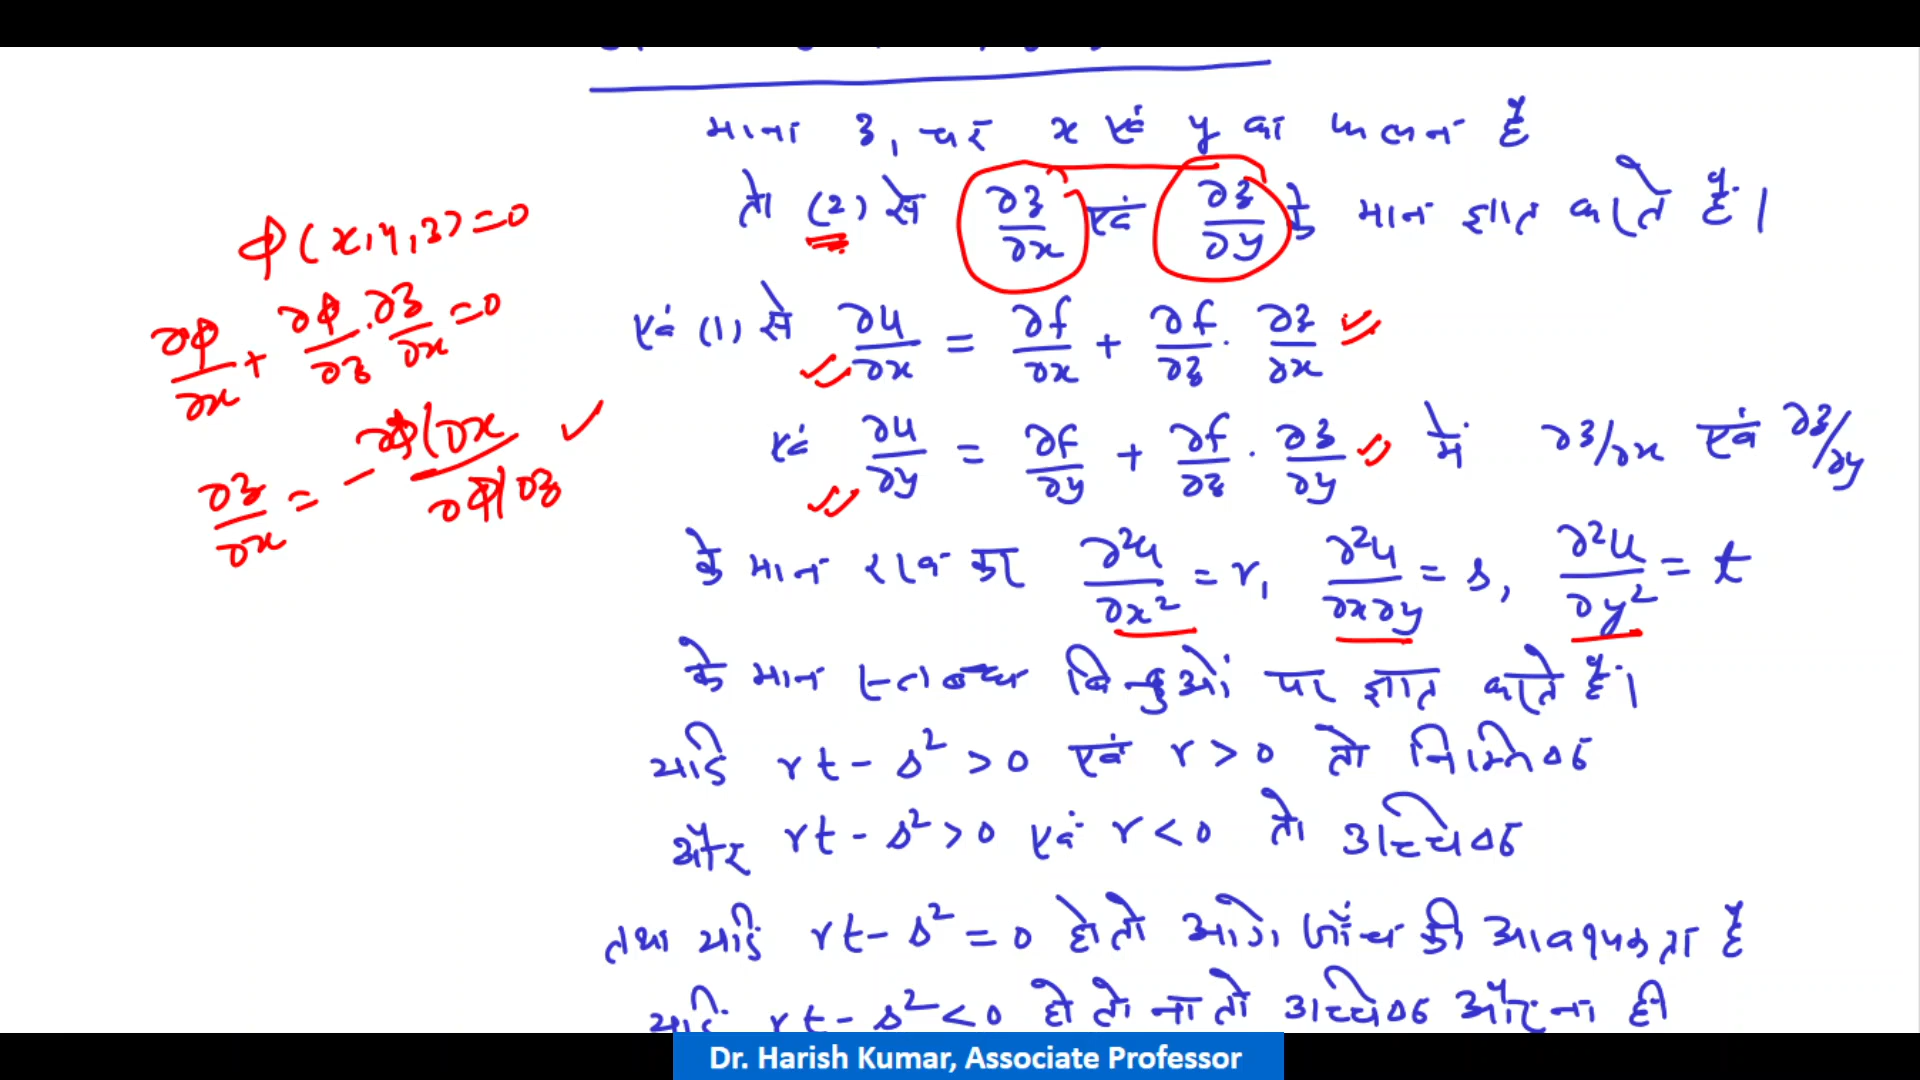 माना z, चर x एवं y का फलन है
तो (2) से ∂z/∂x एवं ∂z/∂y के मान ज्ञात करते हैं।
एवं (1) से ∂u/∂x = ∂f/∂x + ∂f/∂z · ∂z/∂x
एवं ∂u/∂y = ∂f/∂y + ∂f/∂z · ∂z/∂y में ∂z/∂x एवं ∂z/∂y
के मान रखकर ∂²u/∂x² = r, ∂²u/∂x∂y = s, ∂²u/∂y² = t
के मान स्तब्ध बिन्दुओं पर ज्ञात करते हैं।
यदि rt - s² > 0 एवं r > 0 तो निम्निष्ठ
और rt - s² > 0 एवं r < 0 तो उच्चिष्ठ
तथा यदि rt - s² = 0 हो तो आगे जाँच की आवश्यकता है
यदि rt - s² < 0 हो तो ना तो उच्चिष्ठ और ना ही
φ(x,y,z) = 0
∂φ/∂x + ∂φ/∂z · ∂z/∂x = 0
∂z/∂x = - ∂φ/∂x / ∂φ/∂z
Dr. Harish Kumar, Associate Professor